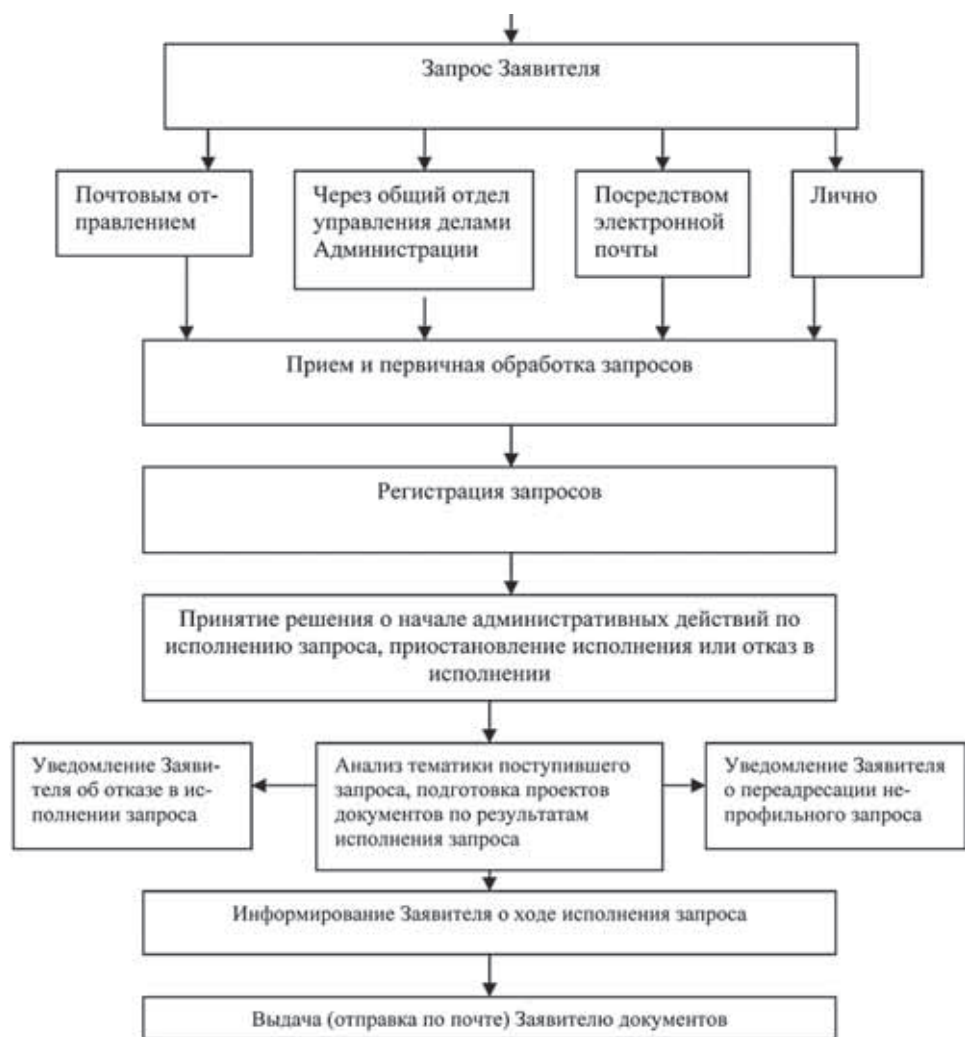 Запрос Заявителя
Почтовым от-
правлением
Через общий отдел
управления делами
Администрации
Посредством
электронной
почты
Лично
Прием и первичная обработка запросов
Регистрация запросов
Принятие решения о начале административных действий по
исполнению запроса, приостановление исполнения или отказ в
исполнении
Уведомление Заяви-
теля об отказе в ис-
полнении запроса
Анализ тематики поступившего
запроса, подготовка проектов
документов по результатам
исполнения запроса
Уведомление Заявителя
о переадресации не-
профильного запроса
Информирование Заявителя о ходе исполнения запроса
Выдача (отправка по почте) Заявителю документов